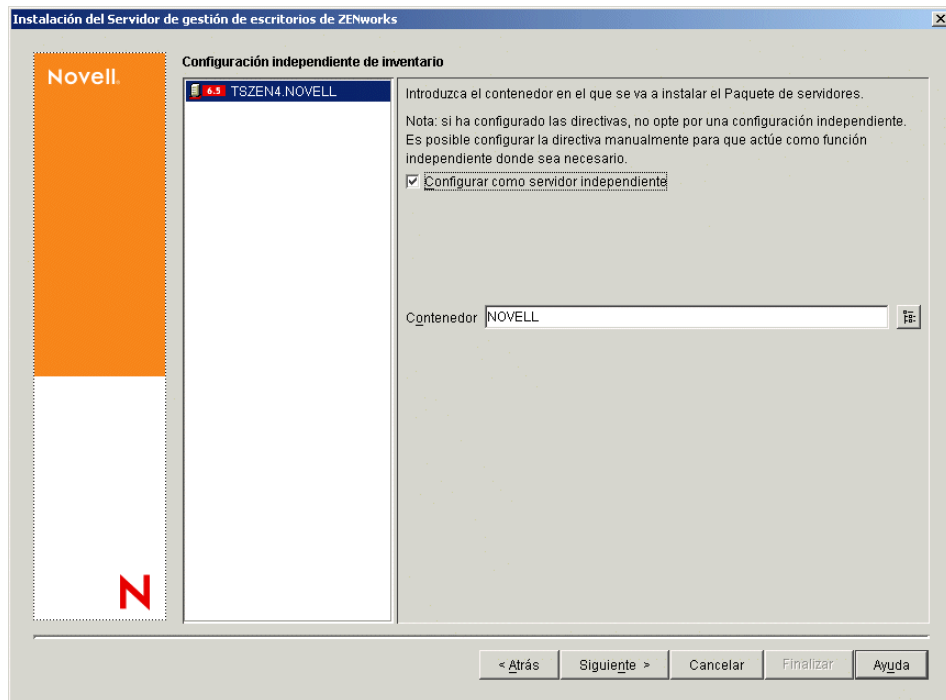 Instalación del Servidor de gestión de escritorios de ZENworks
Novell.
Configuración independiente de inventario
6.5 TSZEN4.NOVELL
Introduzca el contenedor en el que se va a instalar el Paquete de servidores.
Nota: si ha configurado las directivas, no opte por una configuración independiente.
Es posible configurar la directiva manualmente para que actúe como función
independiente donde sea necesario.
Configurar como servidor independiente
Contenedor NOVELL
N
< Atrás Siguiente > Cancelar Finalizar Ayuda